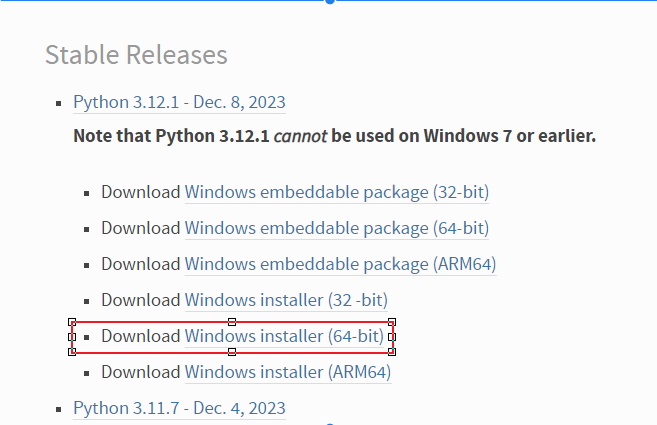 Stable Releases
Python 3.12.1 - Dec. 8, 2023
Note that Python 3.12.1 cannot be used on Windows 7 or earlier.
Download Windows embeddable package (32-bit)
Download Windows embeddable package (64-bit)
Download Windows embeddable package (ARM64)
Download Windows installer (32 -bit)
Download Windows installer (64-bit)
Download Windows installer (ARM64)
Python 3.11.7 - Dec. 4, 2023